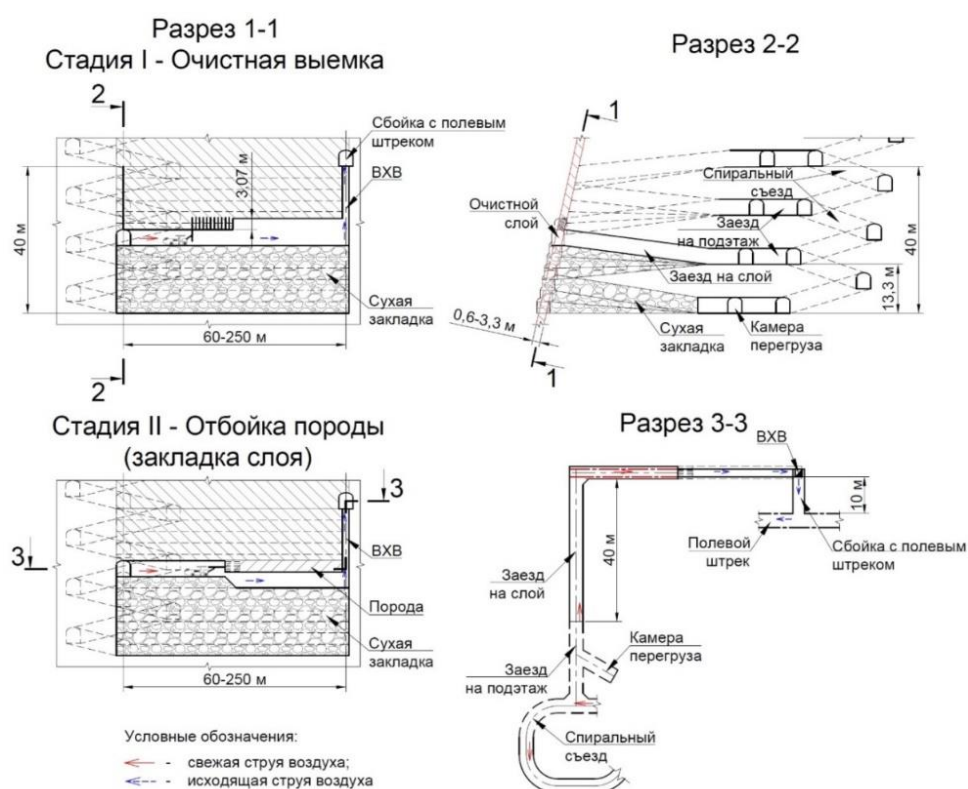 Разрез 1-1
Стадия I - Очистная выемка
2
Сбойка с полевым
штреком
ВХВ
3.07 м
40 м
Сухая
закладка
60-250 м
2
Разрез 2-2
1
Спиральный
съезд
Очистной
слой
Заезд
на подэтаж
Заезд на слой
40 м
13,3 м
0,6-3,3 м
Сухая
закладка
Камера
перегруза
1
Стадия II - Отбойка породы
(закладка слоя)
3
ВХВ
3
Порода
Сухая
закладка
60-250 м
Разрез 3-3
ВХВ
10 м
Полевой
штрек
Сбойка с полевым
штреком
40 м
Заезд
на слой
Камера
перегруза
Заезд
на подэтаж
Спиральный
съезд
Условные обозначения:
- свежая струя воздуха;
- исходящая струя воздуха